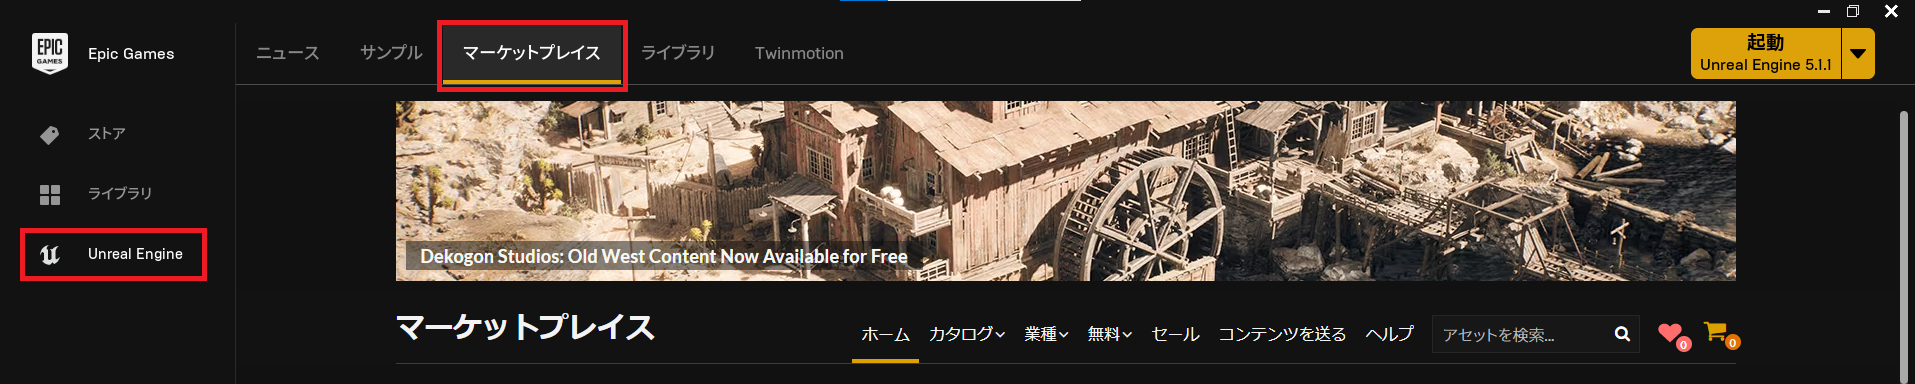 EPIC
GAMES
Epic Games
ストア
ライブラリ
Unreal Engine
ニュース サンプル マーケットプレイス ライブラリ Twinmotion
起動
Unreal Engine 5.1.1
Dekogon Studios: Old West Content Now Available for Free
マーケットプレイス
ホーム カタログ 業種 無料 セール コンテンツを送る ヘルプ アセットを検索... 0 0